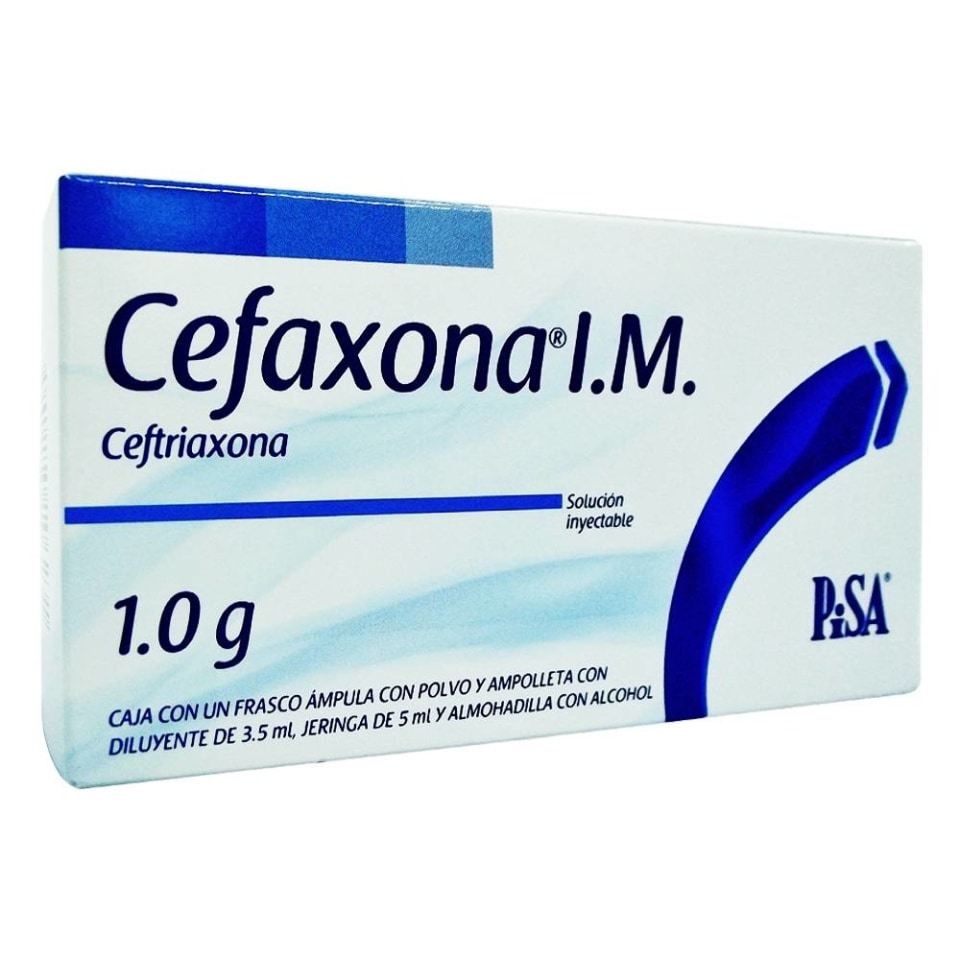 Cefaxona® I.M.
Ceftriaxona
Solución
inyectable
1.0 g
PiSA®
CAJA CON UN FRASCO ÁMPULA CON POLVO Y AMPOLLETA CON
DILUYENTE DE 3.5 ml, JERINGA DE 5 ml Y ALMOHADILLA CON ALCOHOL